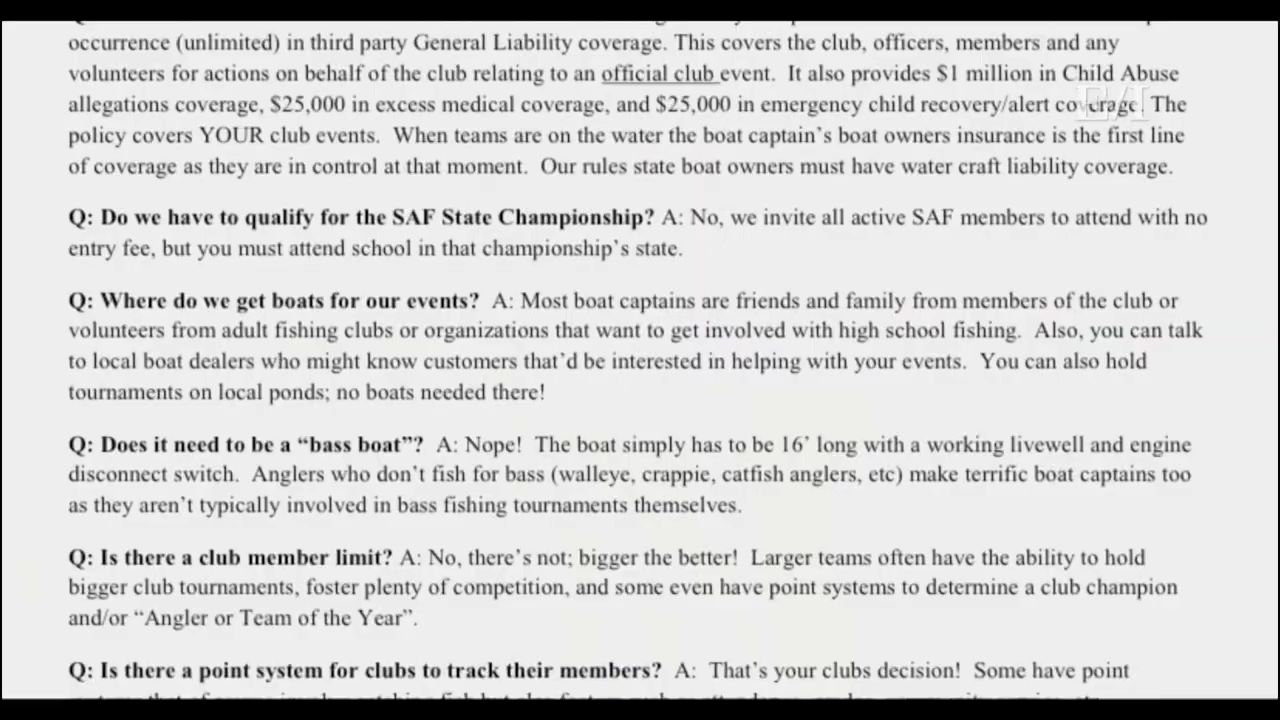 occurrence (unlimited) in third party General Liability coverage. This covers the club, officers, members and any
volunteers for actions on behalf of the club relating to an official club event. It also provides $1 million in Child Abuse
allegations coverage, $25,000 in excess medical coverage, and $25,000 in emergency child recovery/alert coverage. The
policy covers YOUR club events. When teams are on the water the boat captain's boat owners insurance is the first line
of coverage as they are in control at that moment. Our rules state boat owners must have water craft liability coverage.
Q: Do we have to qualify for the SAF State Championship? A: No, we invite all active SAF members to attend with no
entry fee, but you must attend school in that championship's state.
Q: Where do we get boats for our events? A: Most boat captains are friends and family from members of the club or
volunteers from adult fishing clubs or organizations that want to get involved with high school fishing. Also, you can talk
to local boat dealers who might know customers that'd be interested in helping with your events. You can also hold
tournaments on local ponds; no boats needed there!
Q: Does it need to be a “bass boat”? A: Nope! The boat simply has to be 16’ long with a working livewell and engine
disconnect switch. Anglers who don't fish for bass (walleye, crappie, catfish anglers, etc) make terrific boat captains too
as they aren't typically involved in bass fishing tournaments themselves.
Q: Is there a club member limit? A: No, there's not; bigger the better! Larger teams often have the ability to hold
bigger club tournaments, foster plenty of competition, and some even have point systems to determine a club champion
and/or “Angler or Team of the Year”.
Q: Is there a point system for clubs to track their members? A: That's your clubs decision! Some have point